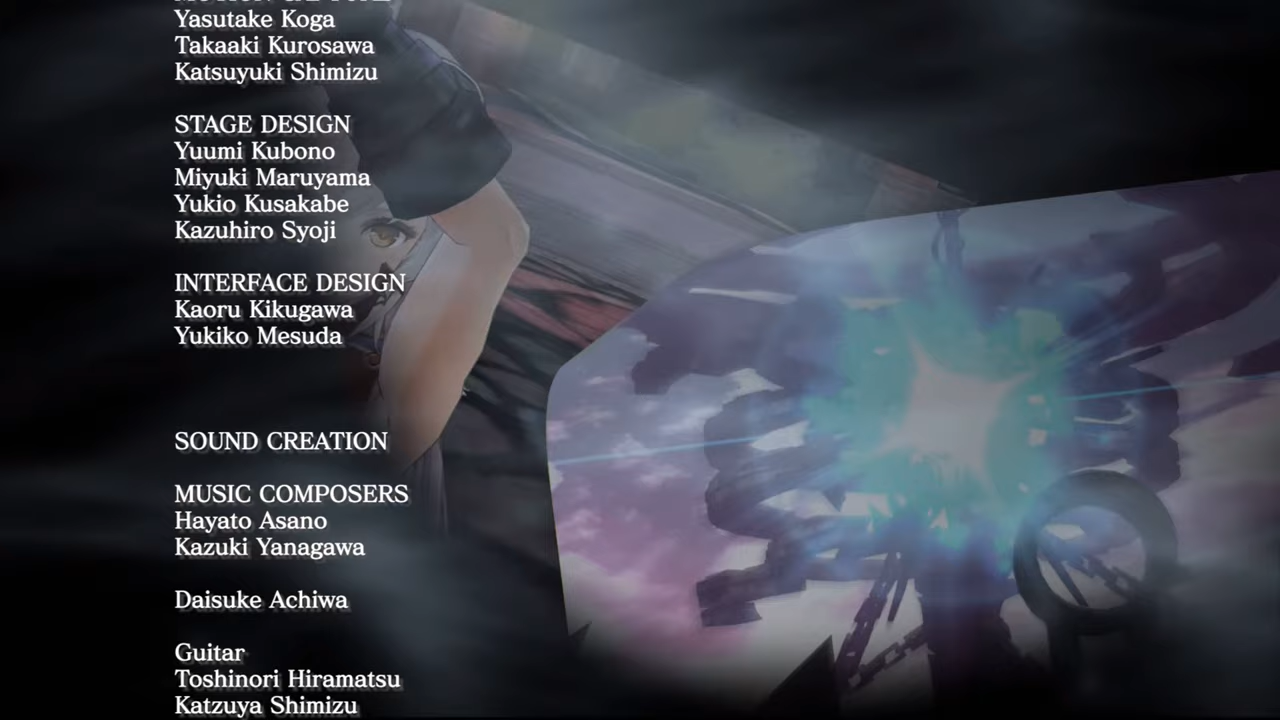 Yasutake Koga
Takaaki Kurosawa
Katsuyuki Shimizu
STAGE DESIGN
Yuumi Kubono
Miyuki Maruyama
Yukio Kusakabe
Kazuhiro Syoji
INTERFACE DESIGN
Kaoru Kikugawa
Yukiko Mesuda
SOUND CREATION
MUSIC COMPOSERS
Hayato Asano
Kazuki Yanagawa
Daisuke Achiwa
Guitar
Toshinori Hiramatsu
Katzuya Shimizu